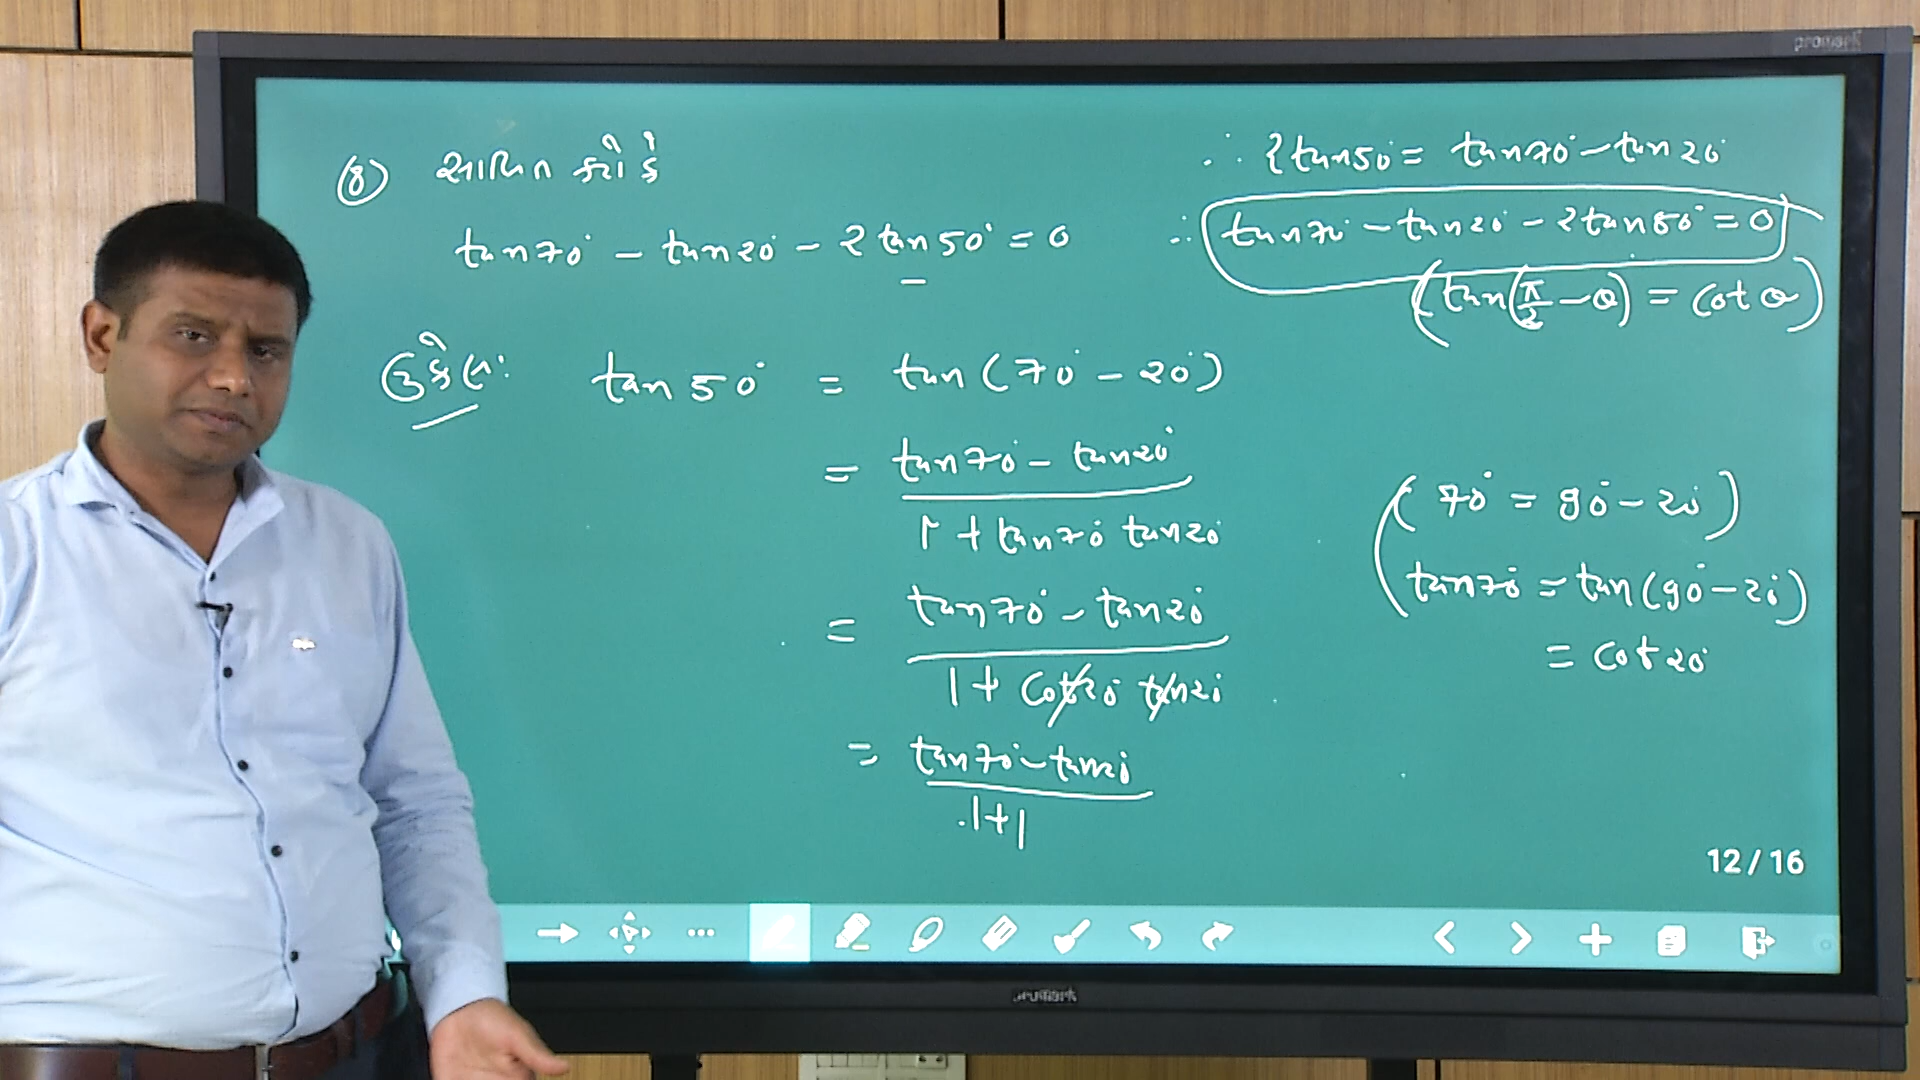 promark
(8) સાબિત કરો કે
tan70° - tan20° - 2tan50° = 0
ઉકેલ: tan50° = tan(70° - 20°)
= tan70° - tan20° / 1 + tan70° tan20°
= tan70° - tan20° / 1 + cot20° tan20°
= tan70° - tan20° / 1+1
∴ 2tan50° = tan70° - tan20°
∴ tan70° - tan20° - 2tan50° = 0
(tan(π/2 - θ) = cot θ)
(70° = 90° - 20°)
tan70° = tan(90° - 20°)
= cot20°
12/16
promark